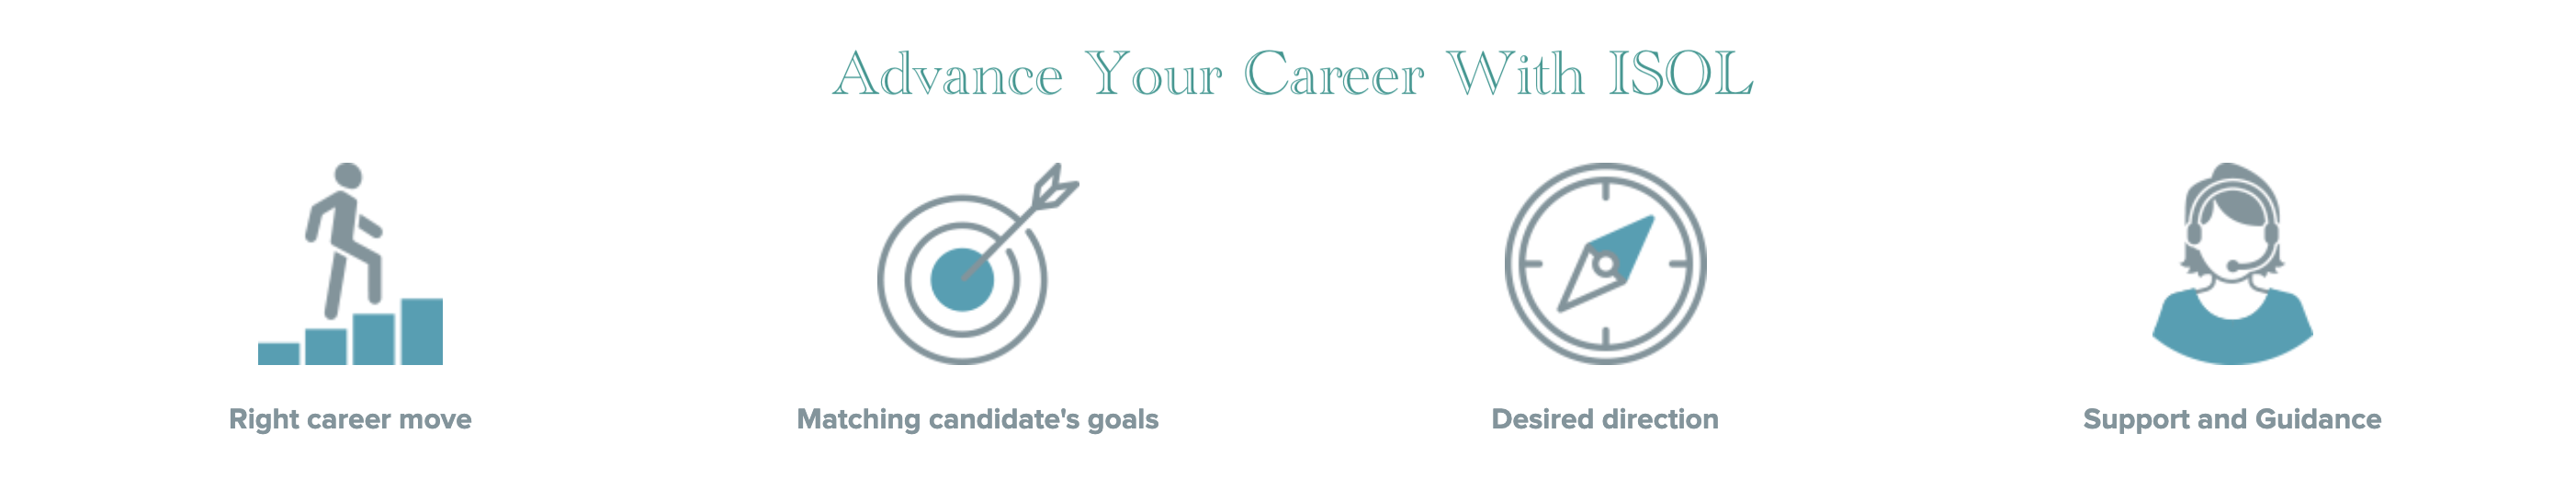 Advance Your Career With ISOL
Right career move
Matching candidate's goals
Desired direction
Support and Guidance